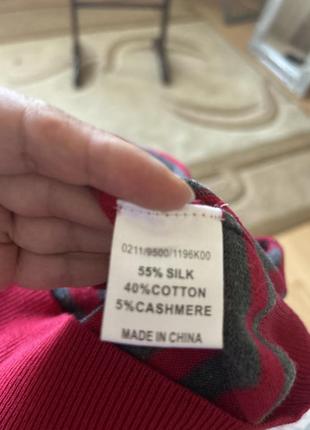 0211/9500/1196K00
55% SILK
40%COTTON
5%CASHMERE
MADE IN CHINA